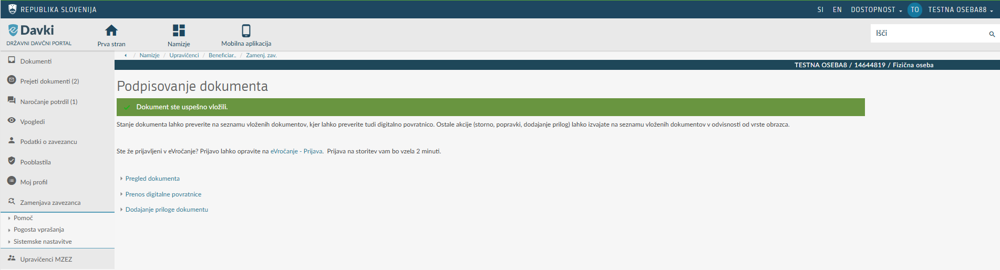 REPUBLIKA SLOVENIJA
SI EN DOSTOPNOST TO TESTNA OSEBA88
eDavki
DRŽAVNI DAVČNI PORTAL
Prva stran
Namizje
Mobilna aplikacija
Išči
/ Namizje / Upravičenci / Beneficiar.. / Zamenj. zav.
TESTNA OSEBA8 / 14644819 / Fizična oseba
Dokumenti
Prejeti dokumenti (2)
Naročanje potrdil (1)
Vpogledi
Podatki o zavezancu
Pooblastila
Moj profil
Zamenjava zavezanca
Pomoč
Pogosta vprašanja
Sistemske nastavitve
Upravičenci MZEZ
Podpisovanje dokumenta
Dokument ste uspešno vložili.
Stanje dokumenta lahko preverite na seznamu vloženih dokumentov, kjer lahko preverite tudi digitalno povratnico. Ostale akcije (storno, popravki, dodajanje prilog) lahko izvajate na seznamu vloženih dokumentov v odvisnosti od vrste obrazca.
Ste že prijavljeni v eVročanje? Prijavo lahko opravite na eVročanje - Prijava. Prijava na storitev vam bo vzela 2 minuti.
Pregled dokumenta
Prenos digitalne povratnice
Dodajanje priloge dokumentu